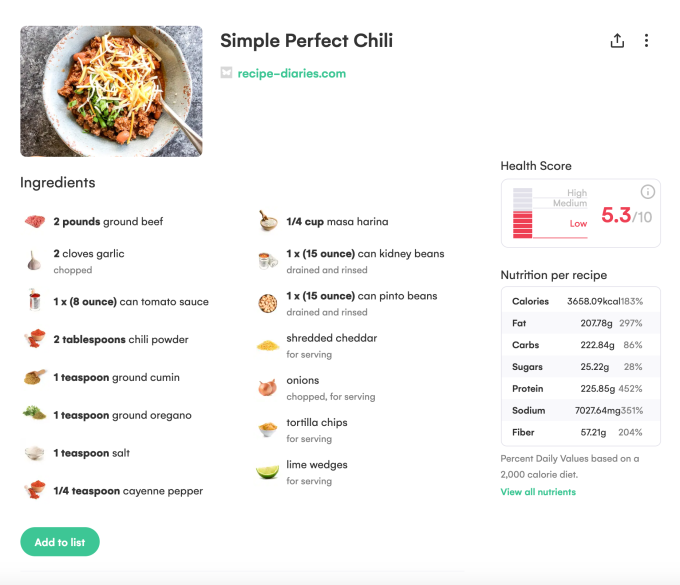 Simple Perfect Chili
recipe-diaries.com
Ingredients
2 pounds ground beef
2 cloves garlic
chopped
1 x (8 ounce) can tomato sauce
2 tablespoons chili powder
1 teaspoon ground cumin
1 teaspoon ground oregano
1 teaspoon salt
1/4 teaspoon cayenne pepper
1/4 cup masa harina
1 x (15 ounce) can kidney beans
drained and rinsed
1 x (15 ounce) can pinto beans
drained and rinsed
shredded cheddar
for serving
onions
chopped, for serving
tortilla chips
for serving
lime wedges
for serving
Add to list
Health Score
High
Medium
Low
5.3/10
Nutrition per recipe
Calories 3658.09kcal183%
Fat 207.78g 297%
Carbs 222.84g 86%
Sugars 25.22g 28%
Protein 225.85g 452%
Sodium 7027.64mg351%
Fiber 57.21g 204%
Percent Daily Values based on a
2,000 calorie diet.
View all nutrients